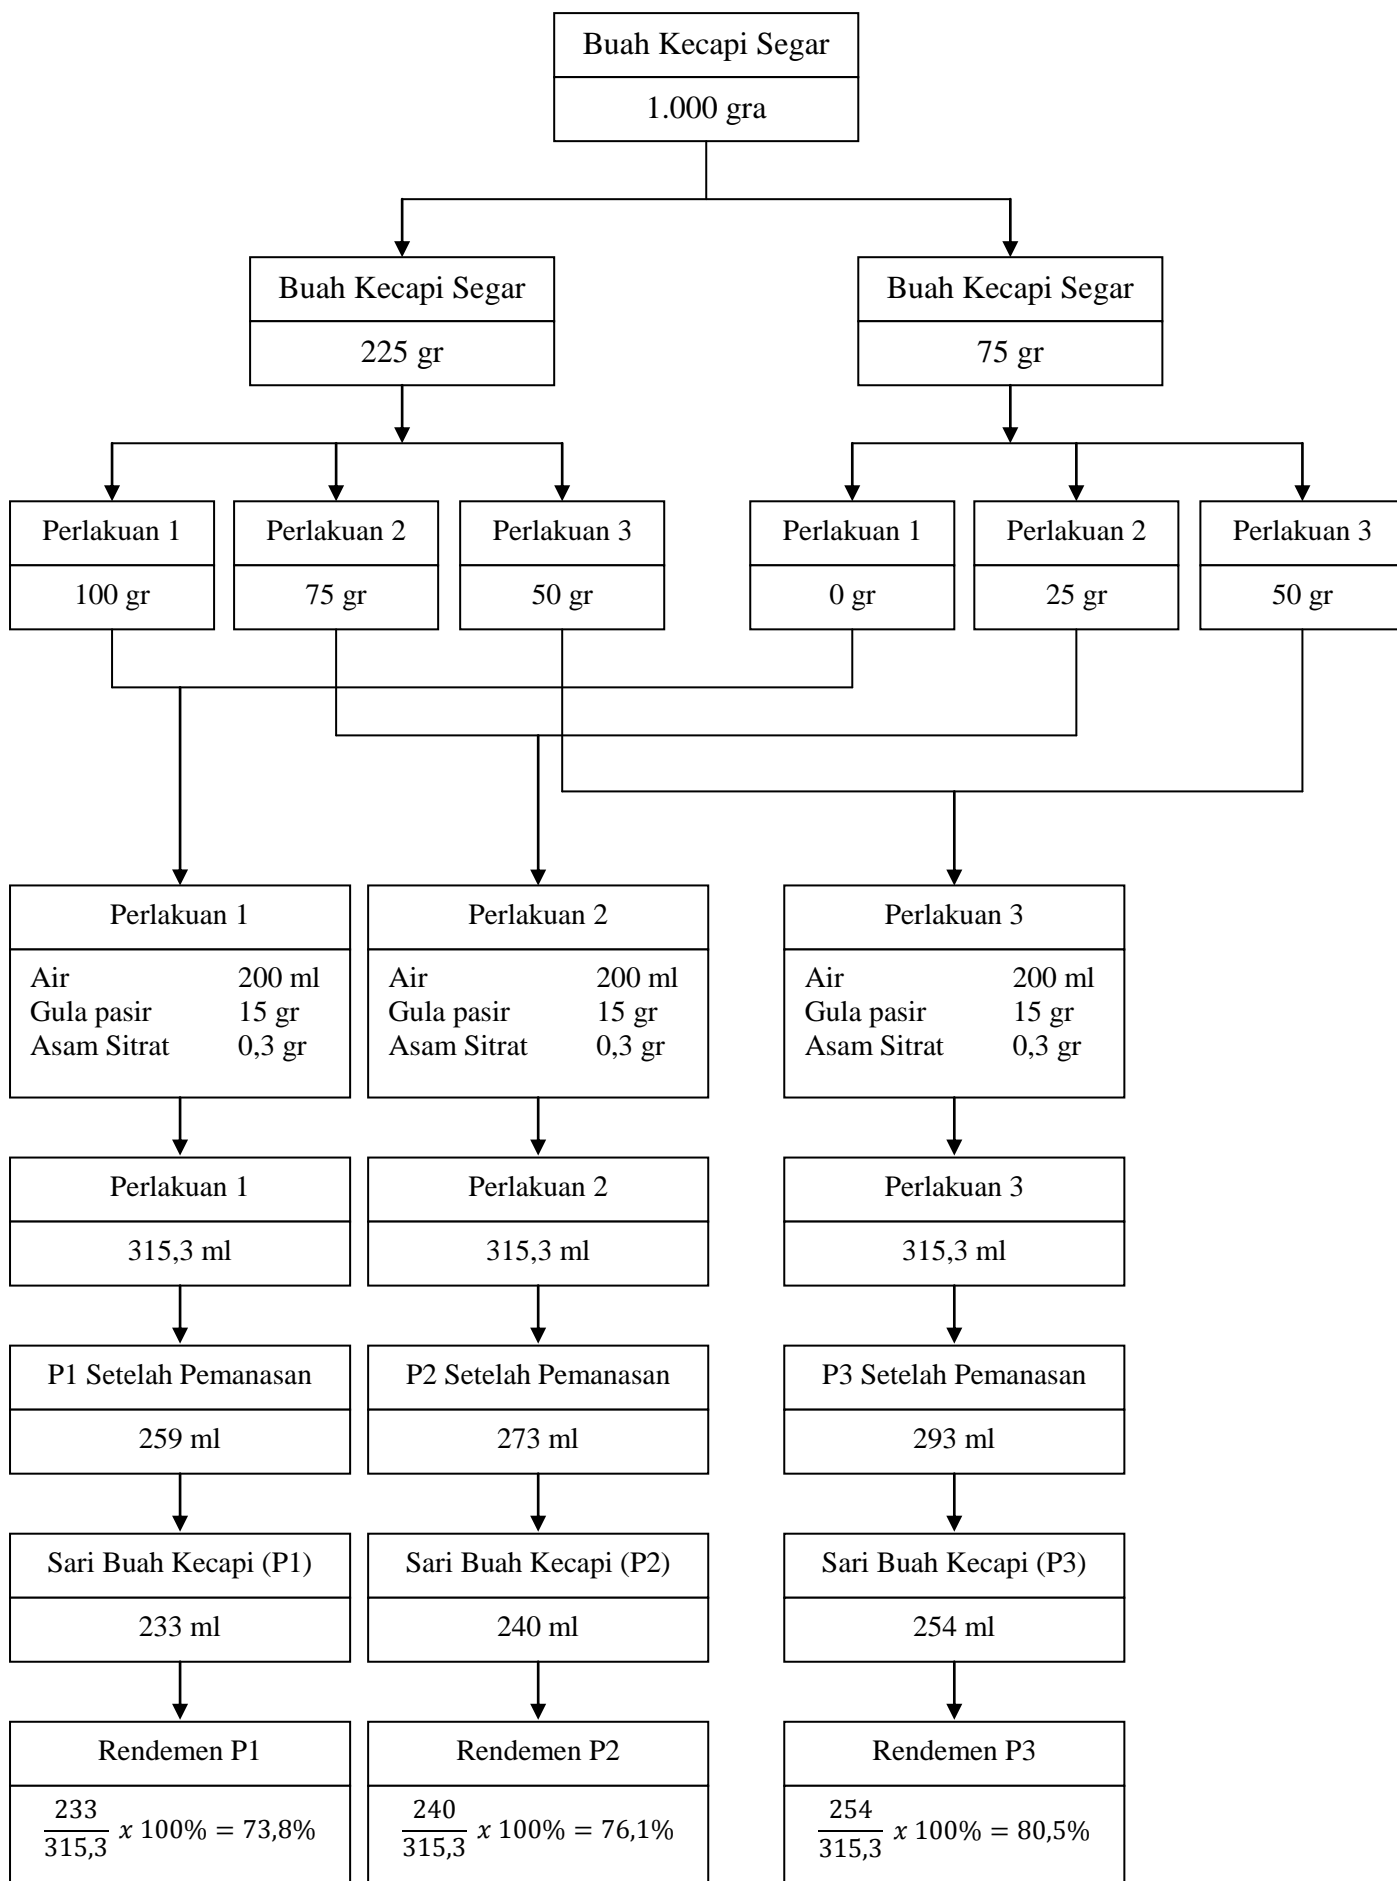 Buah Kecapi Segar
1.000 gra
Buah Kecapi Segar
225 gr
Buah Kecapi Segar
75 gr
Perlakuan 1
100 gr
Perlakuan 2
75 gr
Perlakuan 3
50 gr
Perlakuan 1
0 gr
Perlakuan 2
25 gr
Perlakuan 3
50 gr
Perlakuan 1
Air 200 ml
Gula pasir 15 gr
Asam Sitrat 0,3 gr
Perlakuan 2
Air 200 ml
Gula pasir 15 gr
Asam Sitrat 0,3 gr
Perlakuan 3
Air 200 ml
Gula pasir 15 gr
Asam Sitrat 0,3 gr
Perlakuan 1
315,3 ml
Perlakuan 2
315,3 ml
Perlakuan 3
315,3 ml
P1 Setelah Pemanasan
259 ml
P2 Setelah Pemanasan
273 ml
P3 Setelah Pemanasan
293 ml
Sari Buah Kecapi (P1)
233 ml
Sari Buah Kecapi (P2)
240 ml
Sari Buah Kecapi (P3)
254 ml
Rendemen P1
233/315,3 x 100% = 73,8%
Rendemen P2
240/315,3 x 100% = 76,1%
Rendemen P3
254/315,3 x 100% = 80,5%